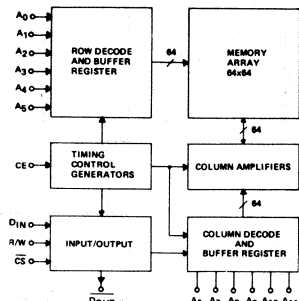 A0
A1
A2
A3
A4
A5
ROW DECODE
AND BUFFER
REGISTER
64
MEMORY
ARRAY
64x64
64
CE
TIMING
CONTROL
GENERATORS
COLUMN AMPLIFIERS
64
DIN
R/W
CS
INPUT/OUTPUT
COLUMN DECODE
AND
BUFFER REGISTER